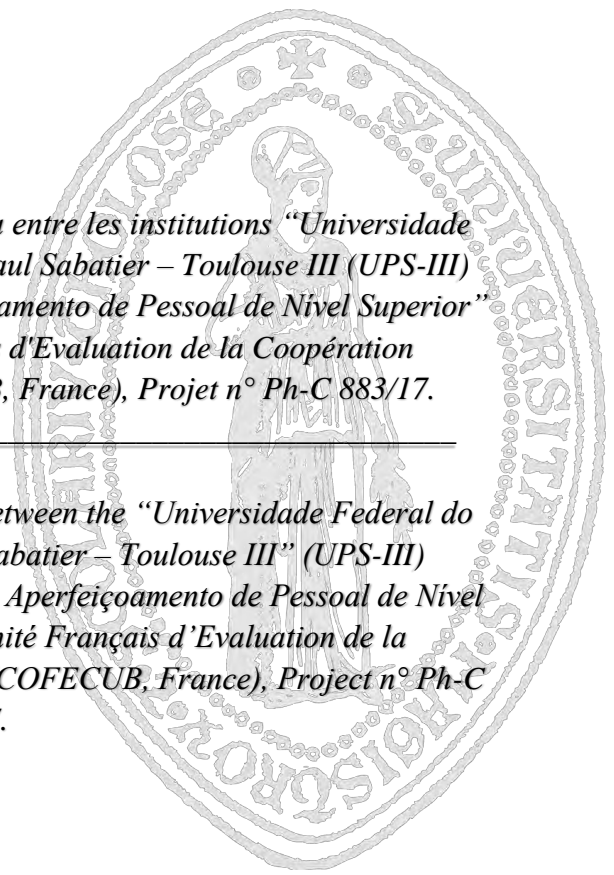 entre les institutions “Universidade
aul Sabatier – Toulouse III (UPS-III)
amento de Pessoal de Nível Superior”
d'Evaluation de la Coopération
, France), Projet n° Ph-C 883/17.
etween the “Universidade Federal do
abatier – Toulouse III” (UPS-III)
Aperfeiçoamento de Pessoal de Nível
ité Français d’Evaluation de la
COFECUB, France), Project n° Ph-C
.
S:UNIUERSITATIS